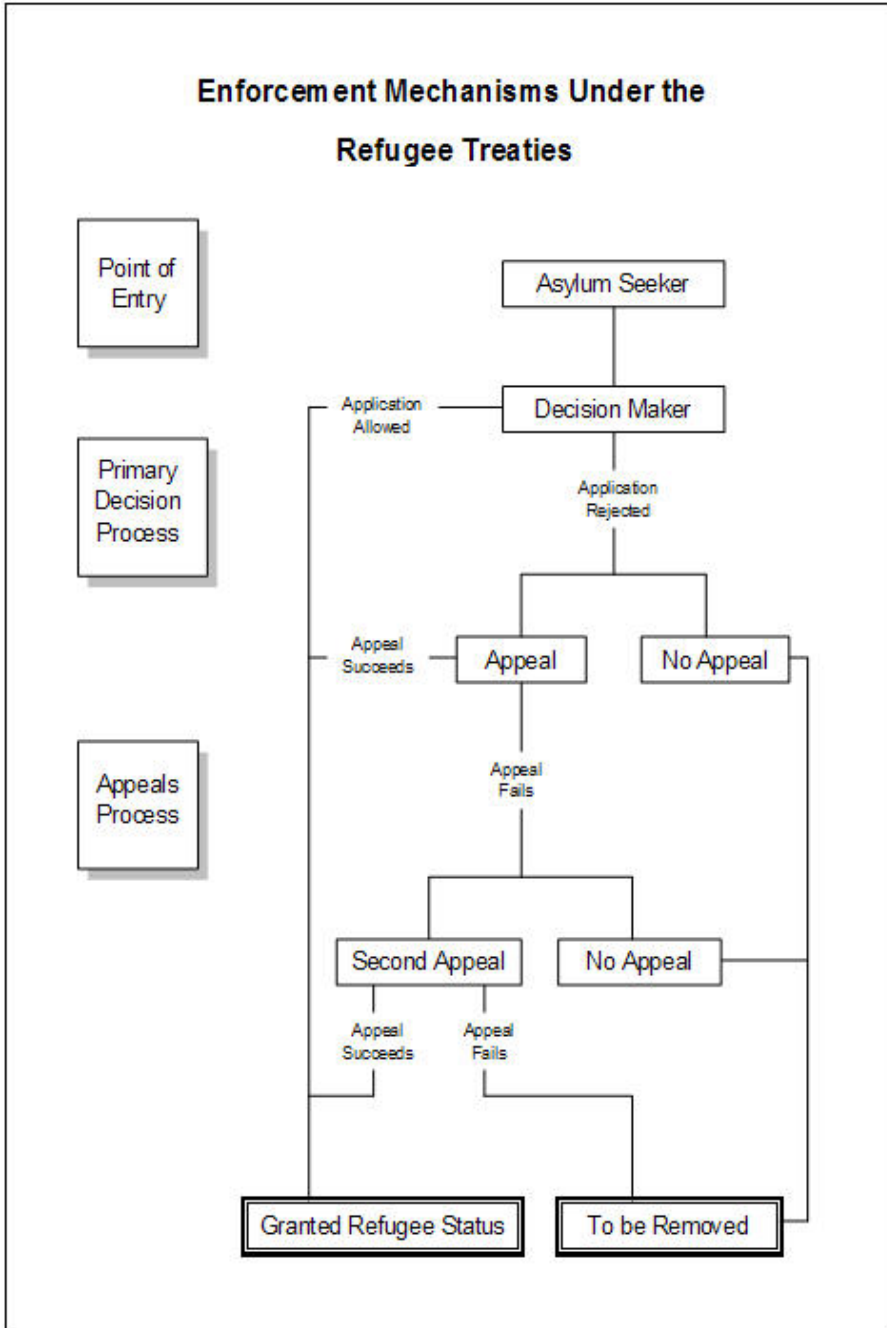 Enforcement Mechanisms Under the
Refugee Treaties
Point of
Entry
Asylum Seeker
Application
Allowed
Decision Maker
Primary
Decision
Process
Application
Rejected
Appeal
Succeeds
Appeal
No Appeal
Appeals
Process
Appeal
Fails
Second Appeal
No Appeal
Appeal
Succeeds
Appeal
Fails
Granted Refugee Status
To be Removed